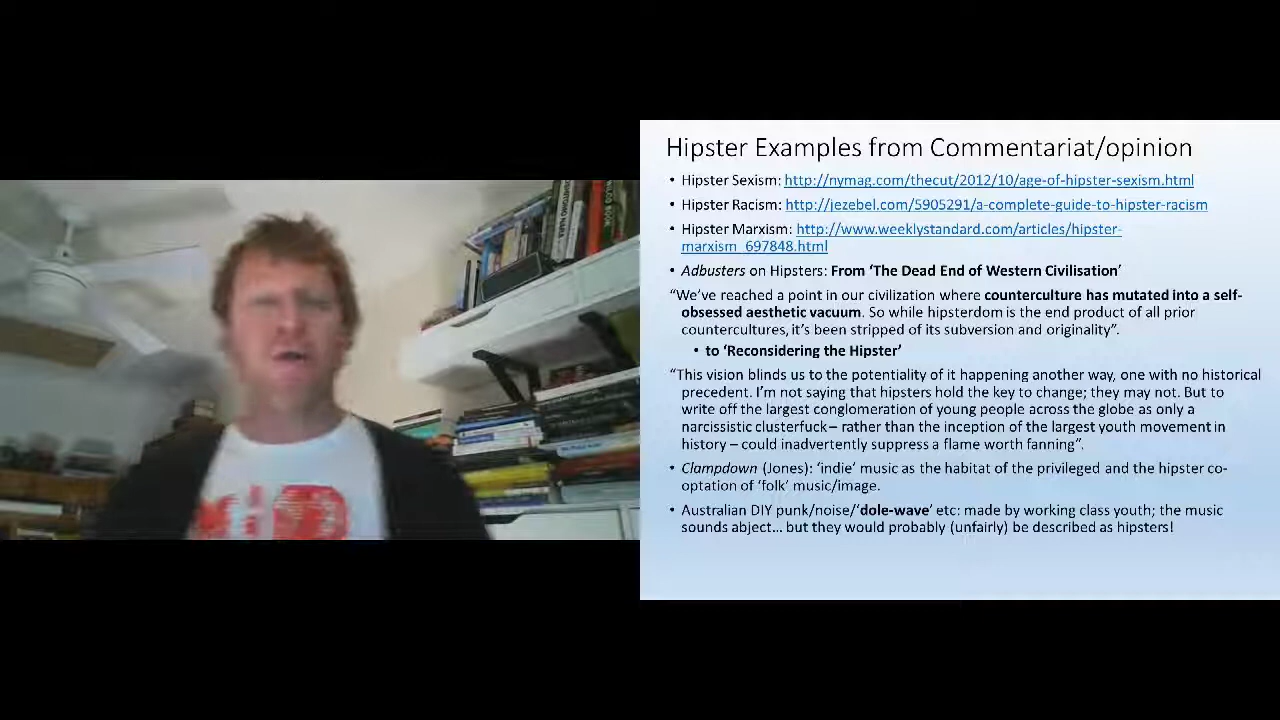 Hipster Examples from Commentariat/opinion
• Hipster Sexism: http://nymag.com/thecut/2012/10/age-of-hipster-sexism.html
• Hipster Racism: http://jezebel.com/5905291/a-complete-guide-to-hipster-racism
• Hipster Marxism: http://www.weeklystandard.com/articles/hipster-
marxism_697848.html
• Adbusters on Hipsters: From ‘The Dead End of Western Civilisation’
“We’ve reached a point in our civilization where counterculture has mutated into a self-
obsessed aesthetic vacuum. So while hipsterdom is the end product of all prior
countercultures, it’s been stripped of its subversion and originality”.
• to ‘Reconsidering the Hipster’
“This vision blinds us to the potentiality of it happening another way, one with no historical
precedent. I’m not saying that hipsters hold the key to change; they may not. But to
write off the largest conglomeration of young people across the globe as only a
narcissistic clusterfuck – rather than the inception of the largest youth movement in
history – could inadvertently suppress a flame worth fanning”.
• Clampdown (Jones): ‘indie’ music as the habitat of the privileged and the hipster co-
optation of ‘folk’ music/image.
• Australian DIY punk/noise/‘dole-wave’ etc: made by working class youth; the music
sounds abject… but they would probably (unfairly) be described as hipsters!